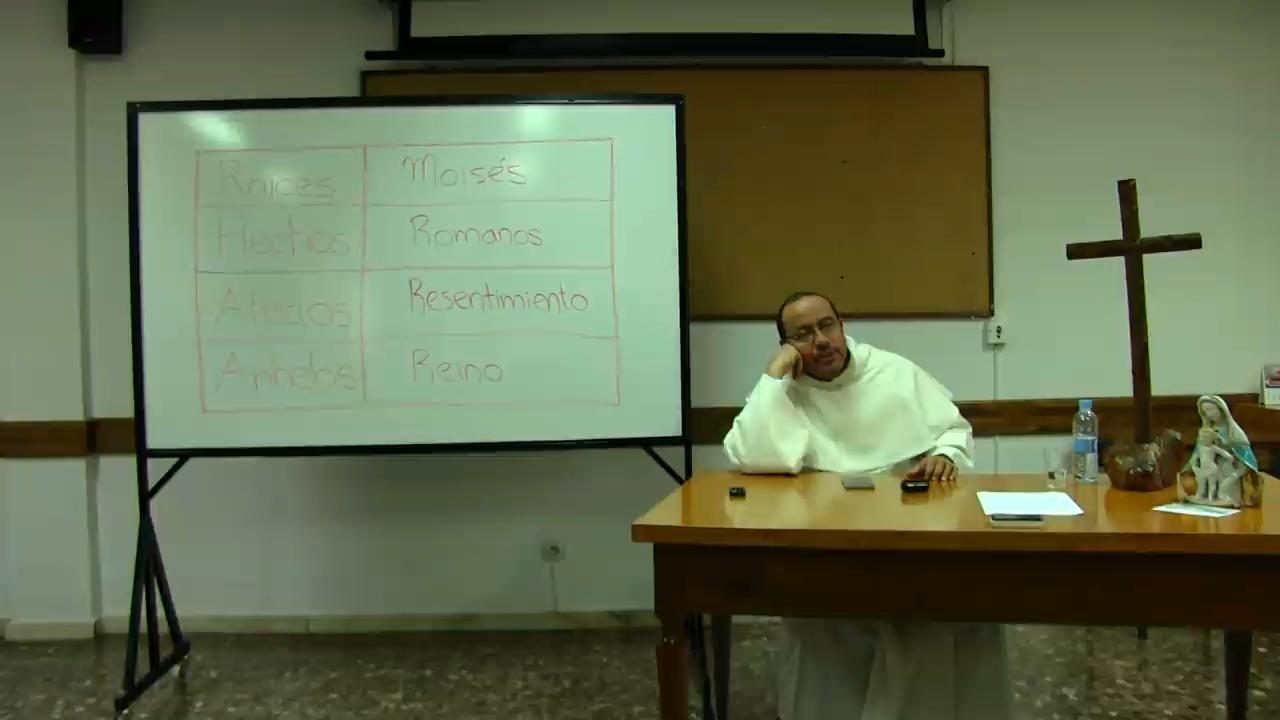 Raíces Moisés
Hechos Romanos
Afectos Resentimiento
Anhelos Reino